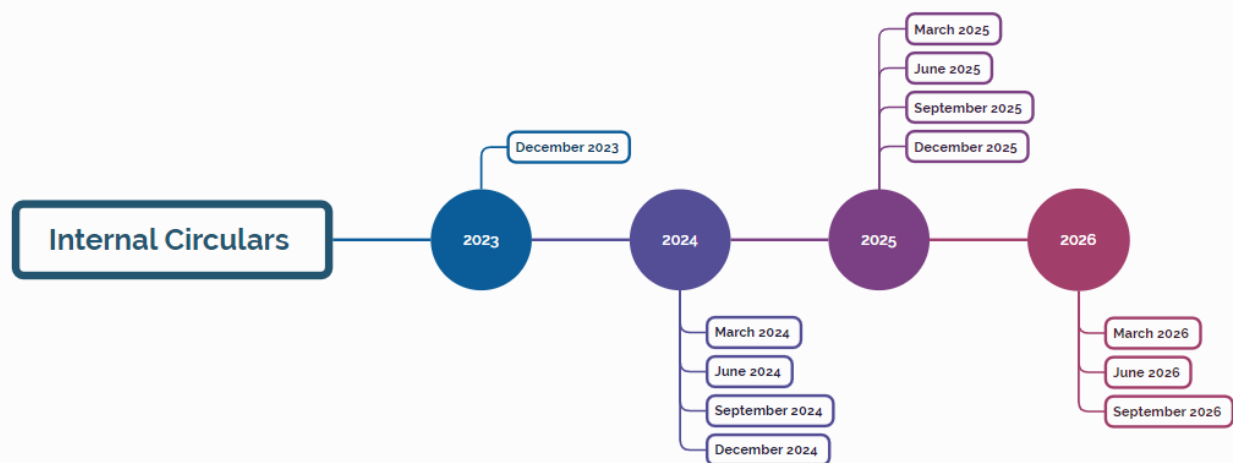 Internal Circulars
2023
December 2023
2024
March 2024
June 2024
September 2024
December 2024
2025
March 2025
June 2025
September 2025
December 2025
2026
March 2026
June 2026
September 2026